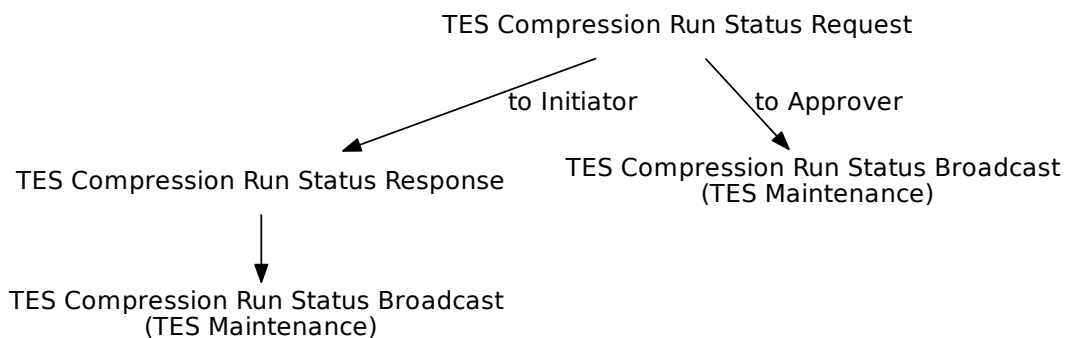 TES Compression Run Status Request
to Initiator
to Approver
TES Compression Run Status Response
TES Compression Run Status Broadcast
(TES Maintenance)
TES Compression Run Status Broadcast
(TES Maintenance)